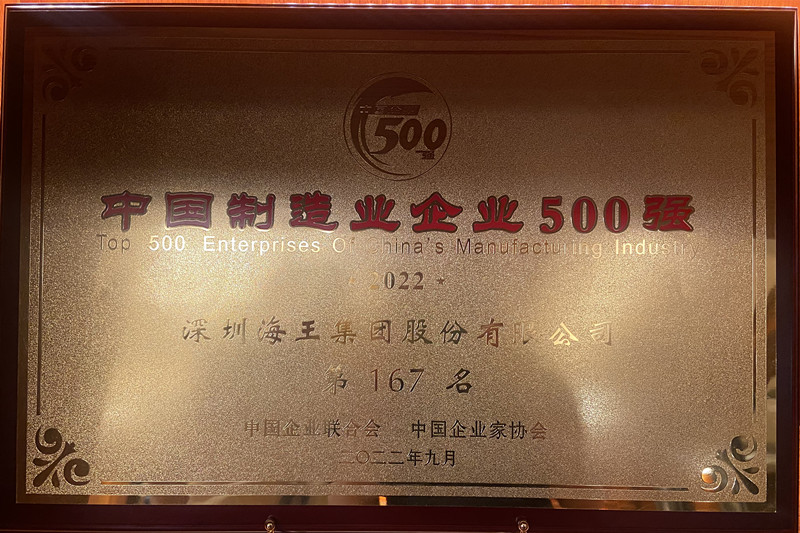 500
强
中国制造业企业500强
Top 500 Enterprises Of China's Manufacturing Industry
2022 ★
深圳海王集团股份有限公司
第 167 名
中国企业联合会 中国企业家协会
二〇二二年九月